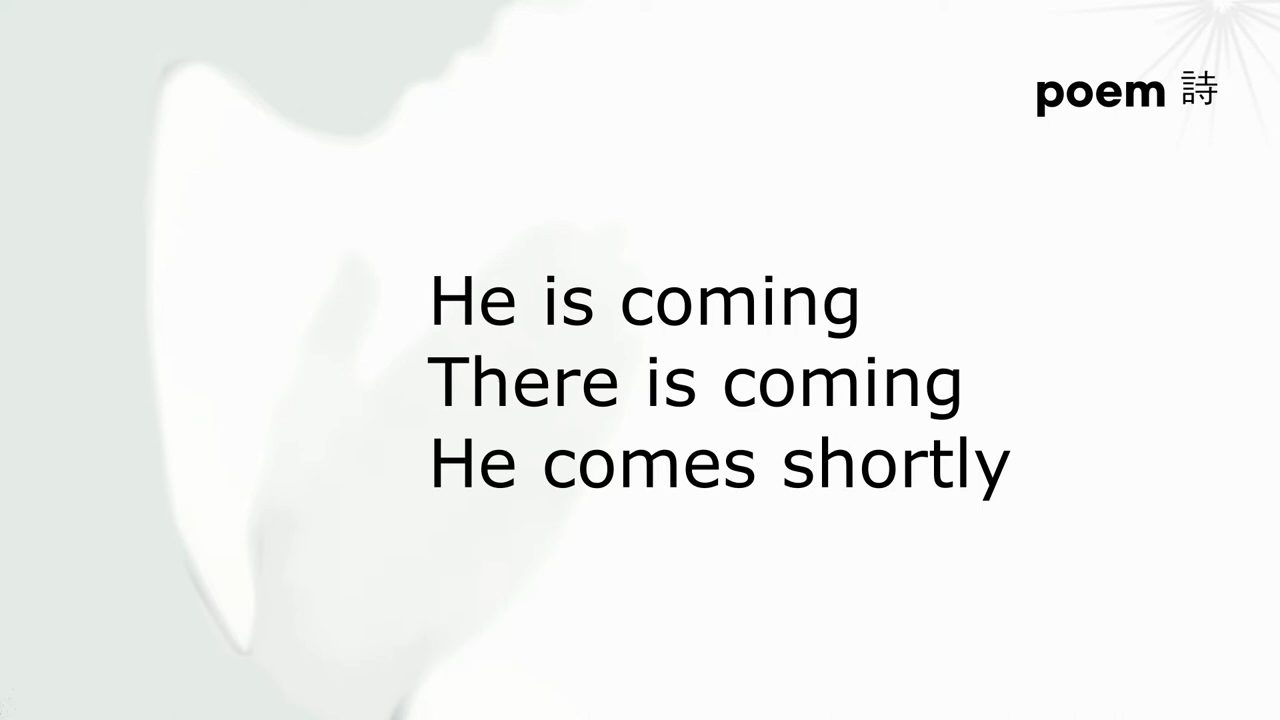 poem 詩
He is coming
There is coming
He comes shortly